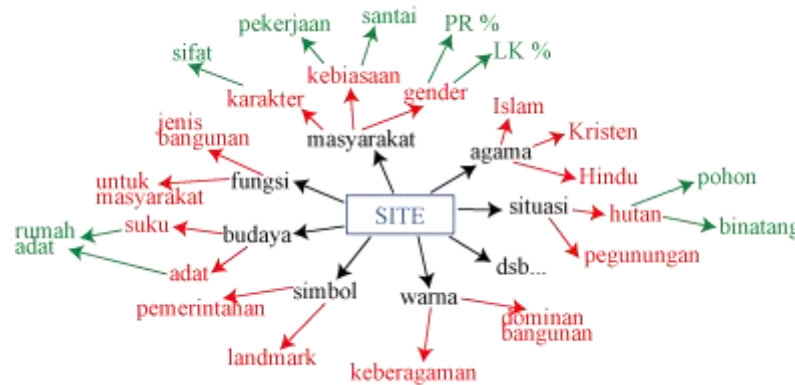 pekerjaan
santai
PR %
LK %
sifat
kebiasaan
gender
karakter
Islam
Kristen
jenis
bangunan
masyarakat
agama
Hindu
pohon
untuk
masyarakat
fungsi
SITE
situasi
hutan
binatang
rumah
adat
suku
budaya
pegunungan
adat
dsb...
simbol
warna
pemerintahan
dominan
bangunan
landmark
keberagaman